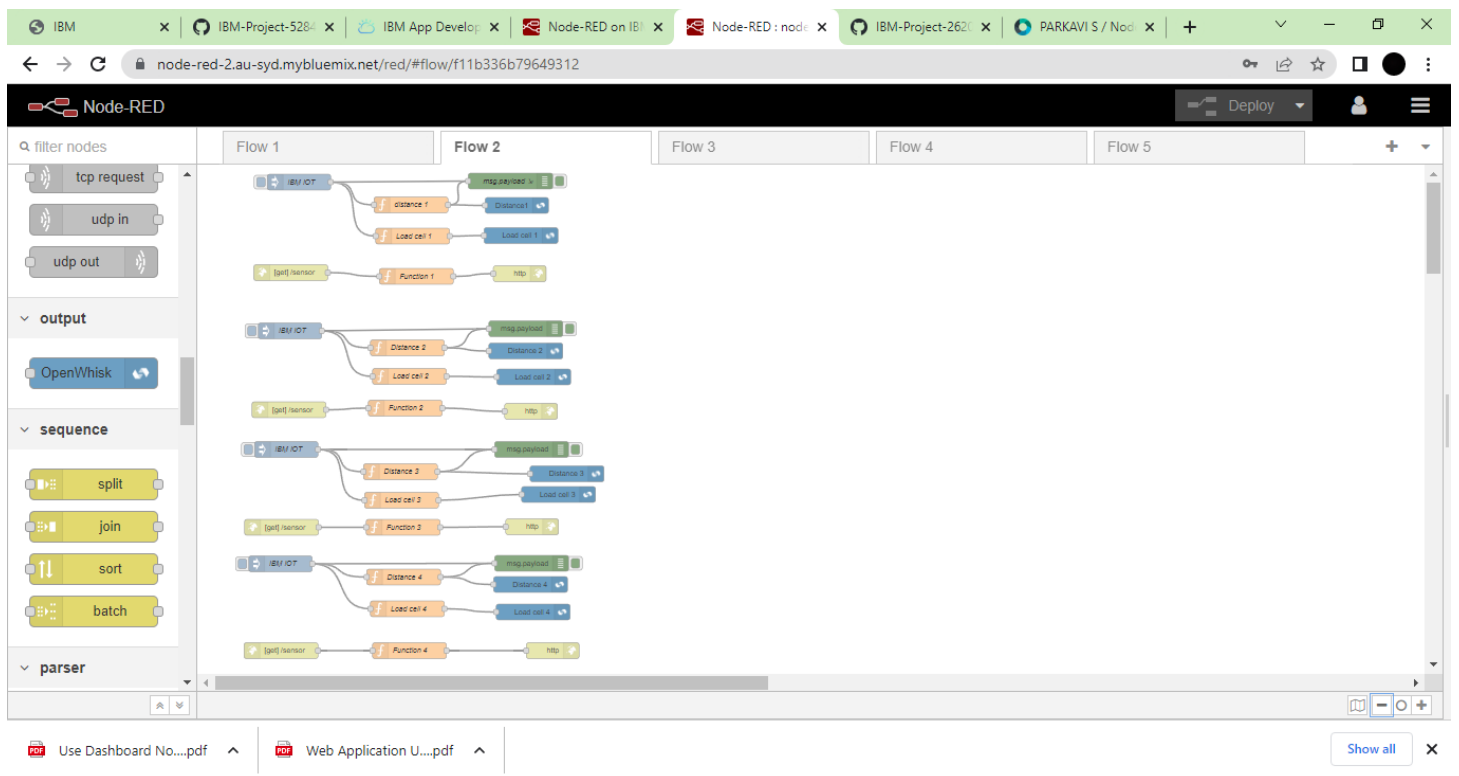 IBM
IBM-Project-5284
IBM App Develop
Node-RED on IBM
Node-RED : node
IBM-Project-2620
PARKAVI S / Nod
node-red-2.au-syd.mybluemix.net/red/#flow/f11b336b79649312
Node-RED
Deploy
filter nodes
Flow 1
Flow 2
Flow 3
Flow 4
Flow 5
tcp request
udp in
udp out
output
OpenWhisk
sequence
split
join
sort
batch
parser
IBM IOT
msg.payload
distance 1
Distance1
Load cell 1
Load cell 1
[get] /sensor
Function 1
http
IBM IOT
msg.payload
Distance 2
Distance 2
Load cell 2
Load cell 2
[get] /sensor
Function 2
http
IBM IOT
msg.payload
Distance 3
Distance 3
Load cell 3
Load cell 3
[get] /sensor
Function 3
http
IBM IOT
msg.payload
Distance 4
Distance 4
Load cell 4
Load cell 4
[get] /sensor
Function 4
http
Use Dashboard No....pdf
Web Application U....pdf
Show all